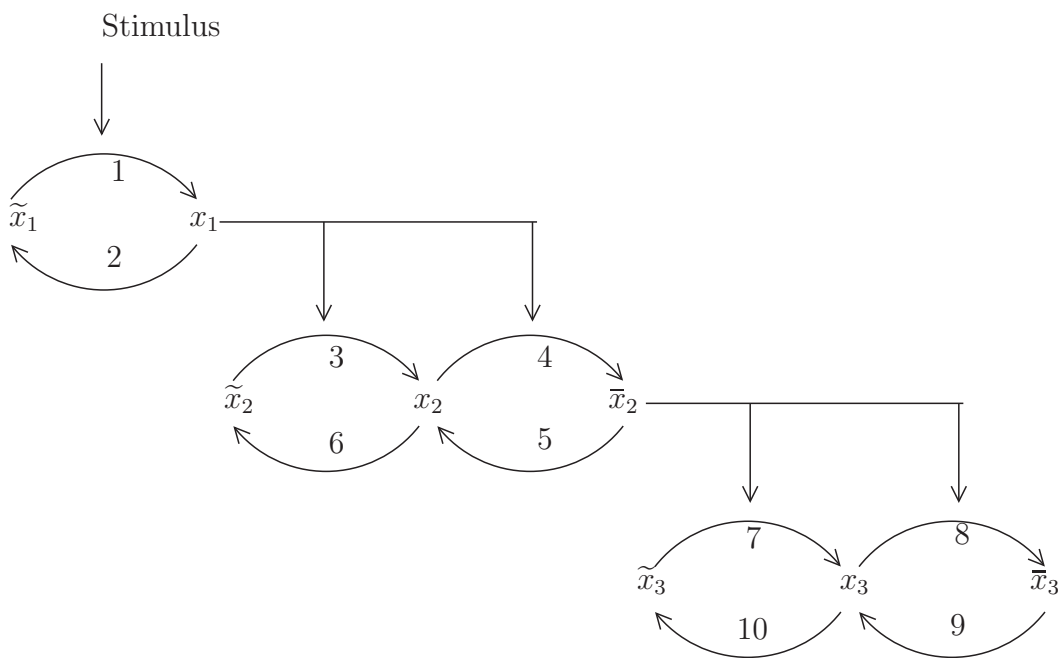 Stimulus
1
x̃₁ x₁
2
3 4
x̃₂ x₂ x̄₂
6 5
7 8
x̃₃ x₃ x̄₃
10 9